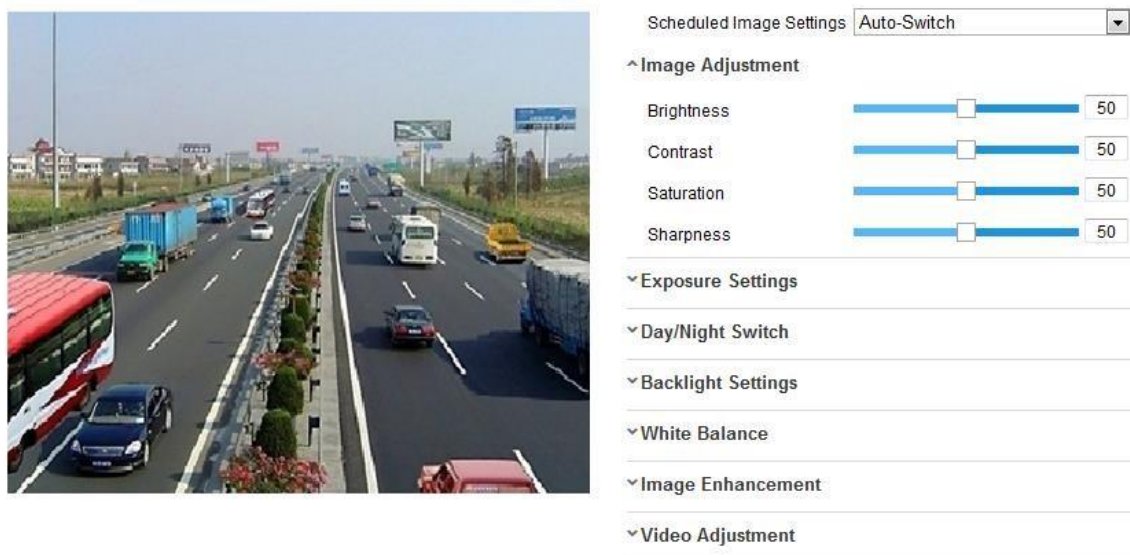 Scheduled Image Settings Auto-Switch
Image Adjustment
Brightness 50
Contrast 50
Saturation 50
Sharpness 50
Exposure Settings
Day/Night Switch
Backlight Settings
White Balance
Image Enhancement
Video Adjustment